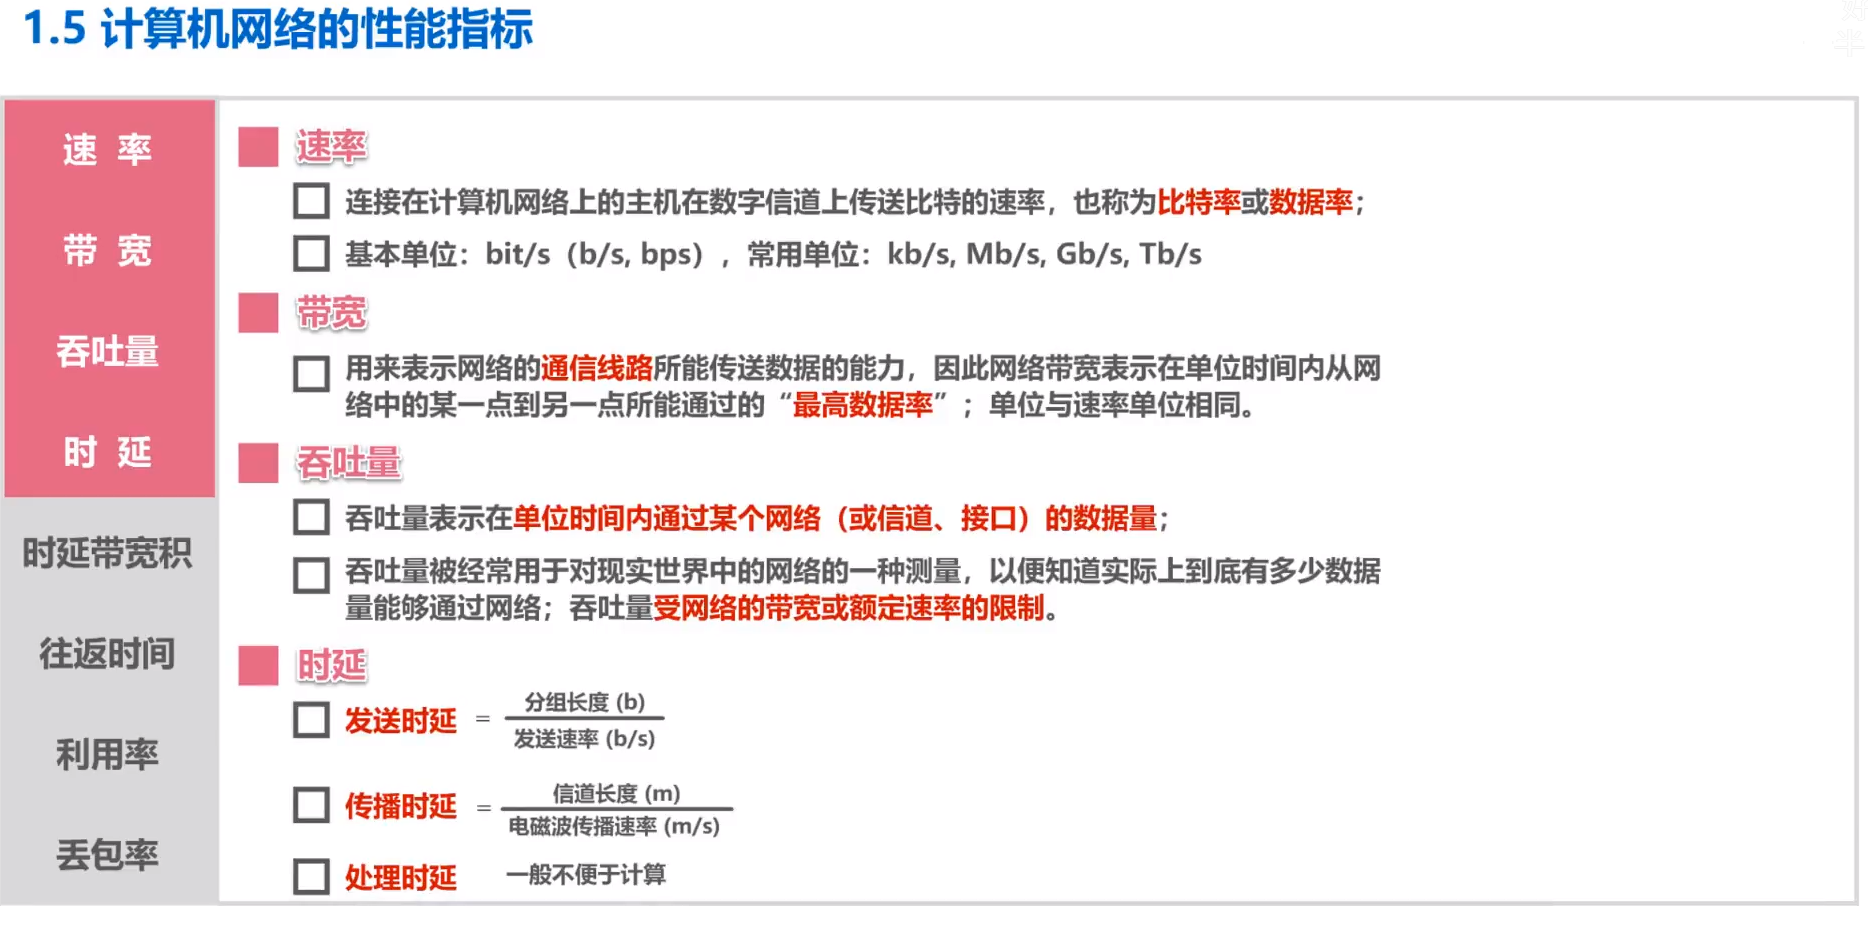 1.5 计算机网络的性能指标
速 率
带 宽
吞吐量
时 延
时延带宽积
往返时间
利用率
丢包率
速率
连接在计算机网络上的主机在数字信道上传送比特的速率，也称为比特率或数据率；
基本单位：bit/s（b/s, bps），常用单位：kb/s, Mb/s, Gb/s, Tb/s
带宽
用来表示网络的通信线路所能传送数据的能力，因此网络带宽表示在单位时间内从网
络中的某一点到另一点所能通过的“最高数据率”；单位与速率单位相同。
吞吐量
吞吐量表示在单位时间内通过某个网络（或信道、接口）的数据量；
吞吐量被经常用于对现实世界中的网络的一种测量，以便知道实际上到底有多少数据
量能够通过网络；吞吐量受网络的带宽或额定速率的限制。
时延
发送时延 = 分组长度 (b)
发送速率 (b/s)
传播时延 = 信道长度 (m)
电磁波传播速率 (m/s)
处理时延 一般不便于计算